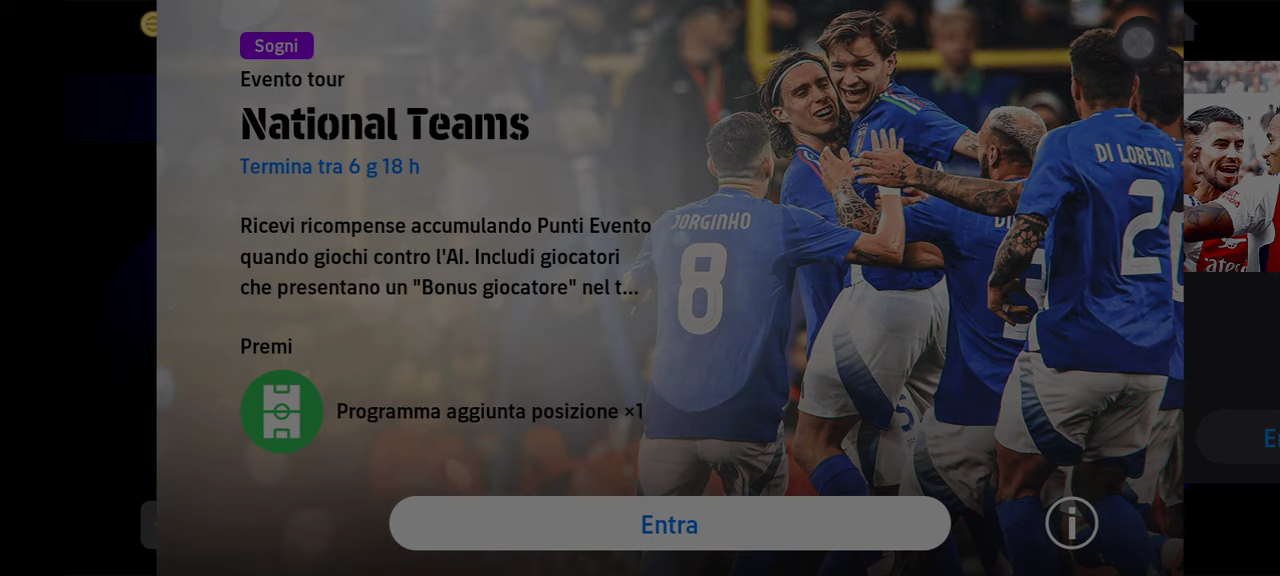 Sogni
Evento tour
National Teams
Termina tra 6 g 18 h
Ricevi ricompense accumulando Punti Evento
quando giochi contro l'AI. Includi giocatori
che presentano un "Bonus giocatore" nel t...
Premi
Programma aggiunta posizione ×1
Entra
JORGINHO
8
DI LORENZO
2